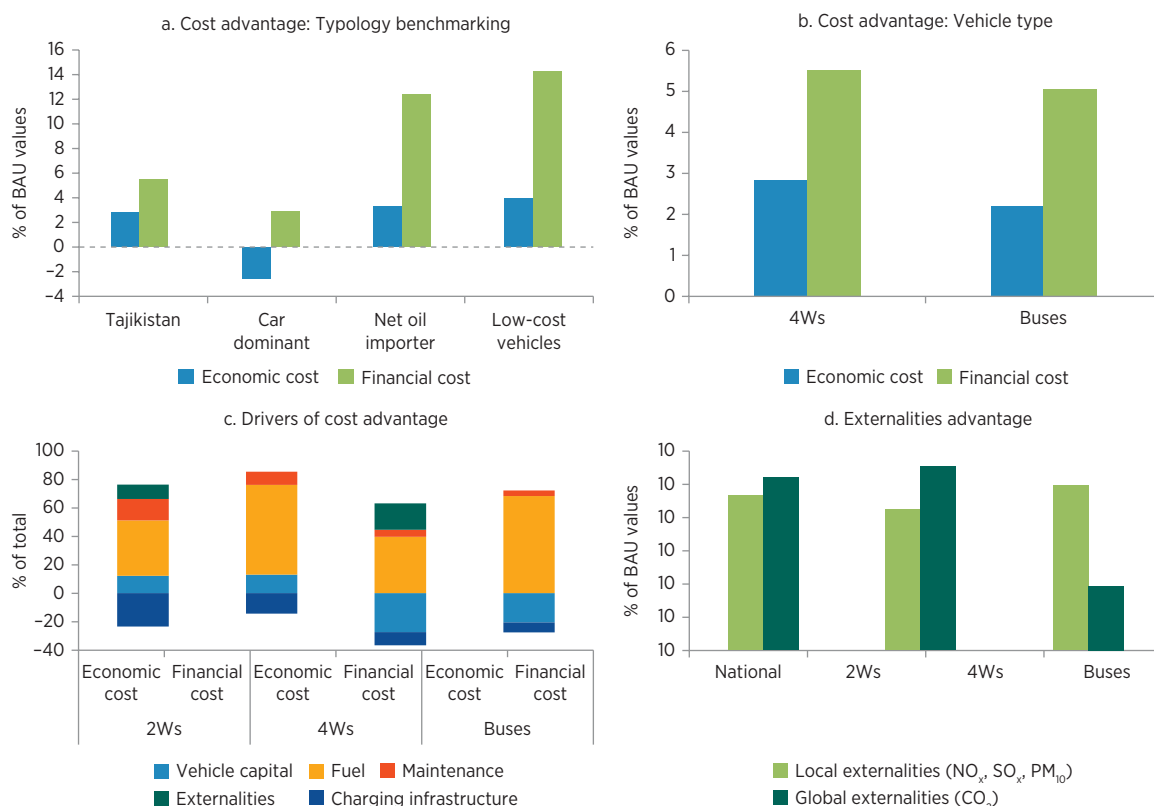 a. Cost advantage: Typology benchmarking
% of BAU values
16
14
12
10
8
6
4
2
0
−2
−4
Tajikistan
Car
dominant
Net oil
importer
Low-cost
vehicles
Economic cost
Financial cost
b. Cost advantage: Vehicle type
% of BAU values
6
5
4
3
2
1
0
4Ws
Buses
Economic cost
Financial cost
c. Drivers of cost advantage
% of total
100
80
60
40
20
0
−20
−40
Economic
cost
Financial
cost
Economic
cost
Financial
cost
Economic
cost
Financial
cost
2Ws
4Ws
Buses
Vehicle capital
Fuel
Maintenance
Externalities
Charging infrastructure
d. Externalities advantage
% of BAU values
10
10
10
10
10
10
10
National
2Ws
4Ws
Buses
Local externalities (NOₓ, SOₓ, PM₁₀)
Global externalities (CO₂)